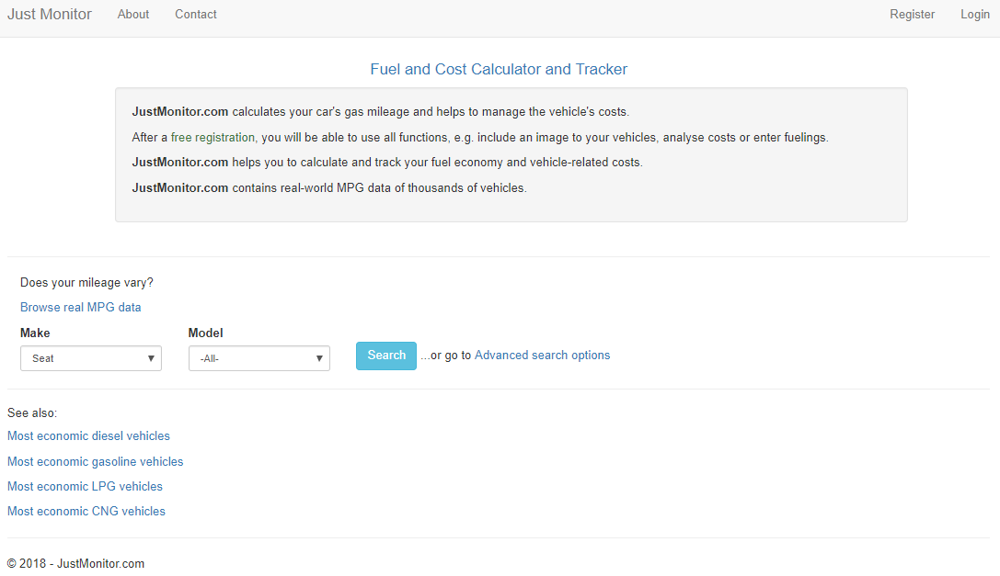 Just Monitor About Contact Register Login
Fuel and Cost Calculator and Tracker
JustMonitor.com calculates your car's gas mileage and helps to manage the vehicle's costs.
After a free registration, you will be able to use all functions, e.g. include an image to your vehicles, analyse costs or enter fuelings.
JustMonitor.com helps you to calculate and track your fuel economy and vehicle-related costs.
JustMonitor.com contains real-world MPG data of thousands of vehicles.
Does your mileage vary?
Browse real MPG data
Make Model
Seat -All- Search ...or go to Advanced search options
See also:
Most economic diesel vehicles
Most economic gasoline vehicles
Most economic LPG vehicles
Most economic CNG vehicles
© 2018 - JustMonitor.com